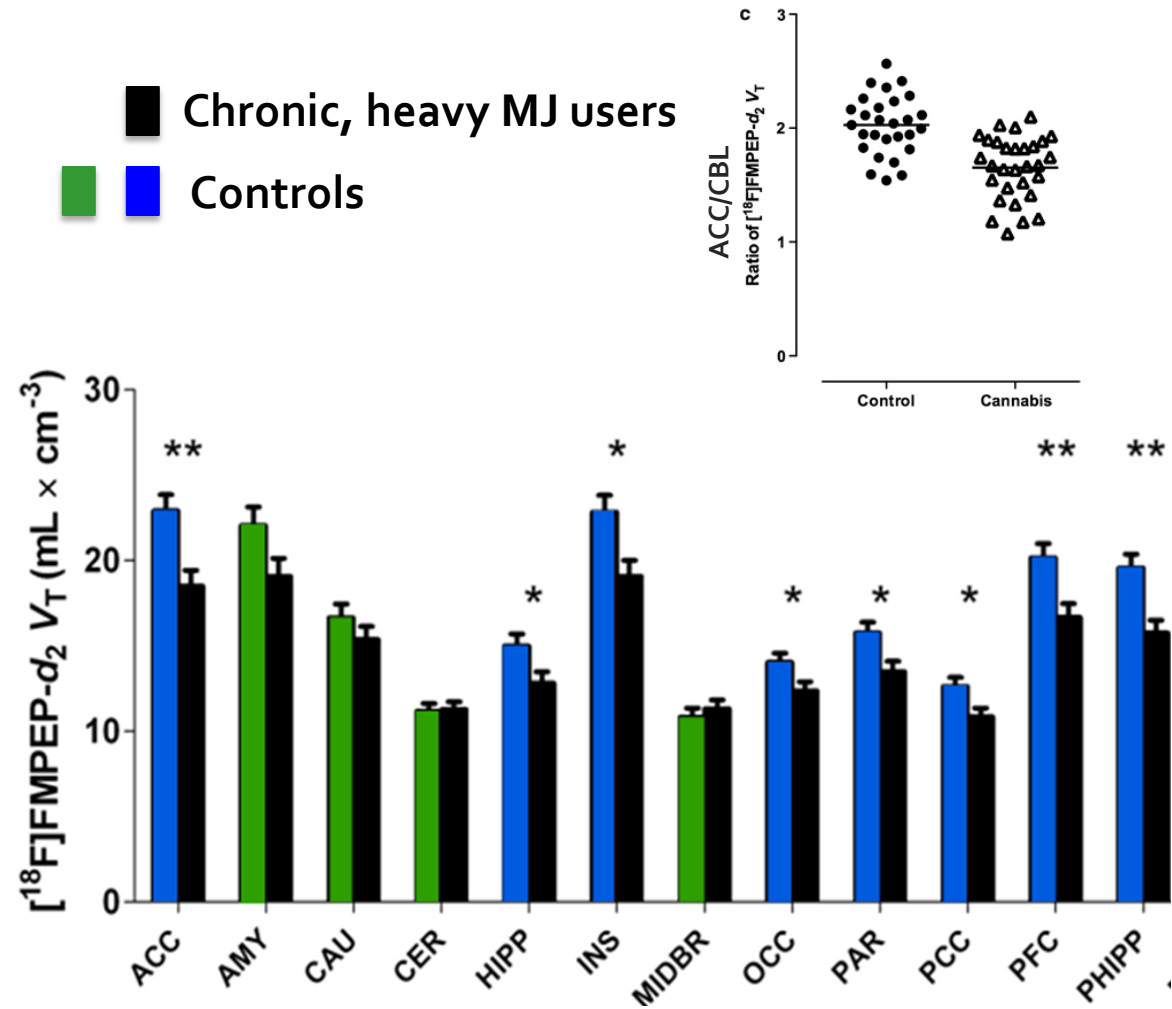 Chronic, heavy MJ users
Controls
c
3
2
1
0
ACC/CBL
Ratio of [¹⁸F]FMPEP-d₂ V_T
Control
Cannabis
[¹⁸F]FMPEP-d₂ V_T (mL × cm⁻³)
30
20
10
0
**
*
*
*
*
*
**
**
ACC
AMY
CAU
CER
HIPP
INS
MIDBR
OCC
PAR
PCC
PFC
PHIPP